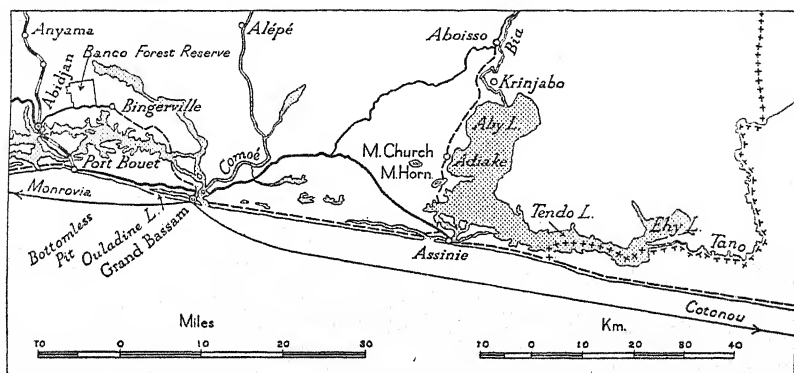 Anyama
Alépé
Aboisso
Bia
Banco Forest Reserve
Krinjabo
Abidjan
Bingerville
Aby L.
M. Church
Adiake
M. Horn.
Comoé
Port Bouet
Monrovia
Tendo L.
Ehy L.
Tano
Bottomless
Pit
Ouladine L.
Grand Bassam
Assinie
Cotonou
Miles
Km.
10 0 10 20 30
10 0 10 20 30 40